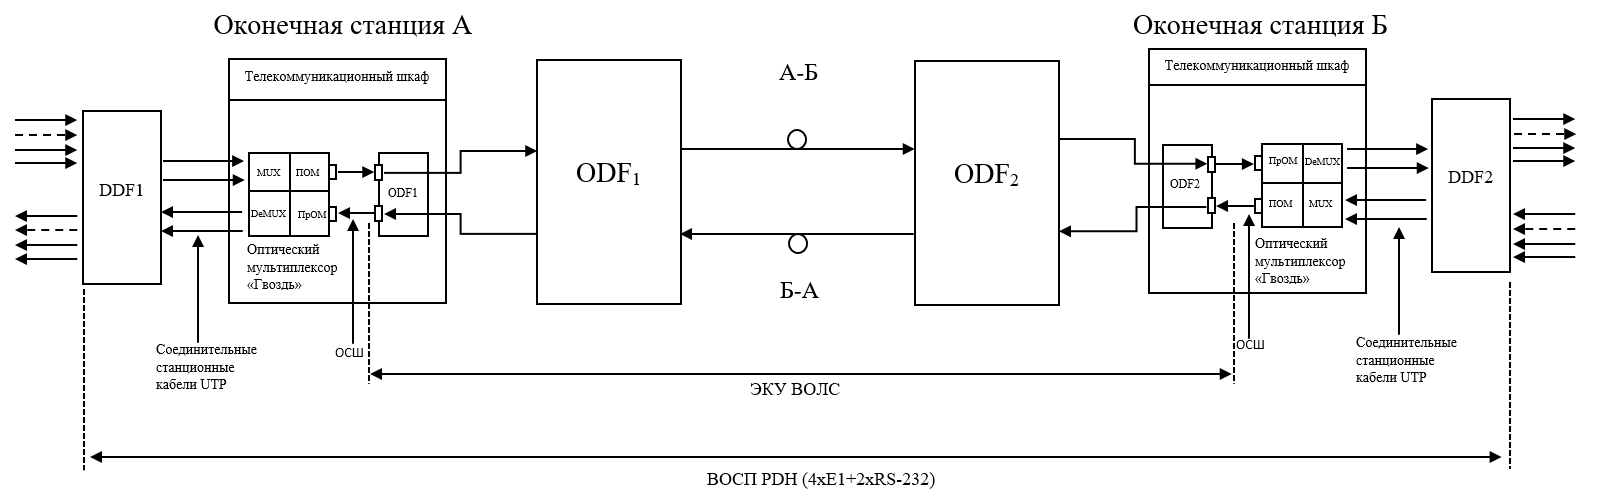 Оконечная станция А
Оконечная станция Б
Телекоммуникационный шкаф
А-Б
Телекоммуникационный шкаф
DDF1
MUX
ПОМ
DeMUX
ПрОМ
ODF1
ODF1
ODF2
ODF2
ПрОМ
DeMUX
ПОМ
MUX
DDF2
Оптический
мультиплексор
«Гвоздь»
Б-А
Оптический
мультиплексор
«Гвоздь»
Соединительные
станционные
кабели UTP
ОСШ
ОСШ
Соединительные
станционные
кабели UTP
ЭКУ ВОЛС
ВОСП PDH (4xE1+2xRS-232)